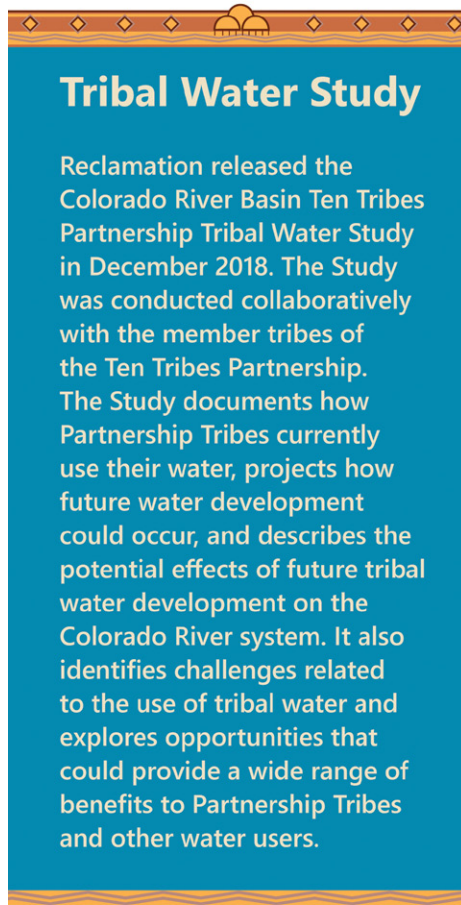 Tribal Water Study
Reclamation released the
Colorado River Basin Ten Tribes
Partnership Tribal Water Study
in December 2018. The Study
was conducted collaboratively
with the member tribes of
the Ten Tribes Partnership.
The Study documents how
Partnership Tribes currently
use their water, projects how
future water development
could occur, and describes the
potential effects of future tribal
water development on the
Colorado River system. It also
identifies challenges related
to the use of tribal water and
explores opportunities that
could provide a wide range of
benefits to Partnership Tribes
and other water users.